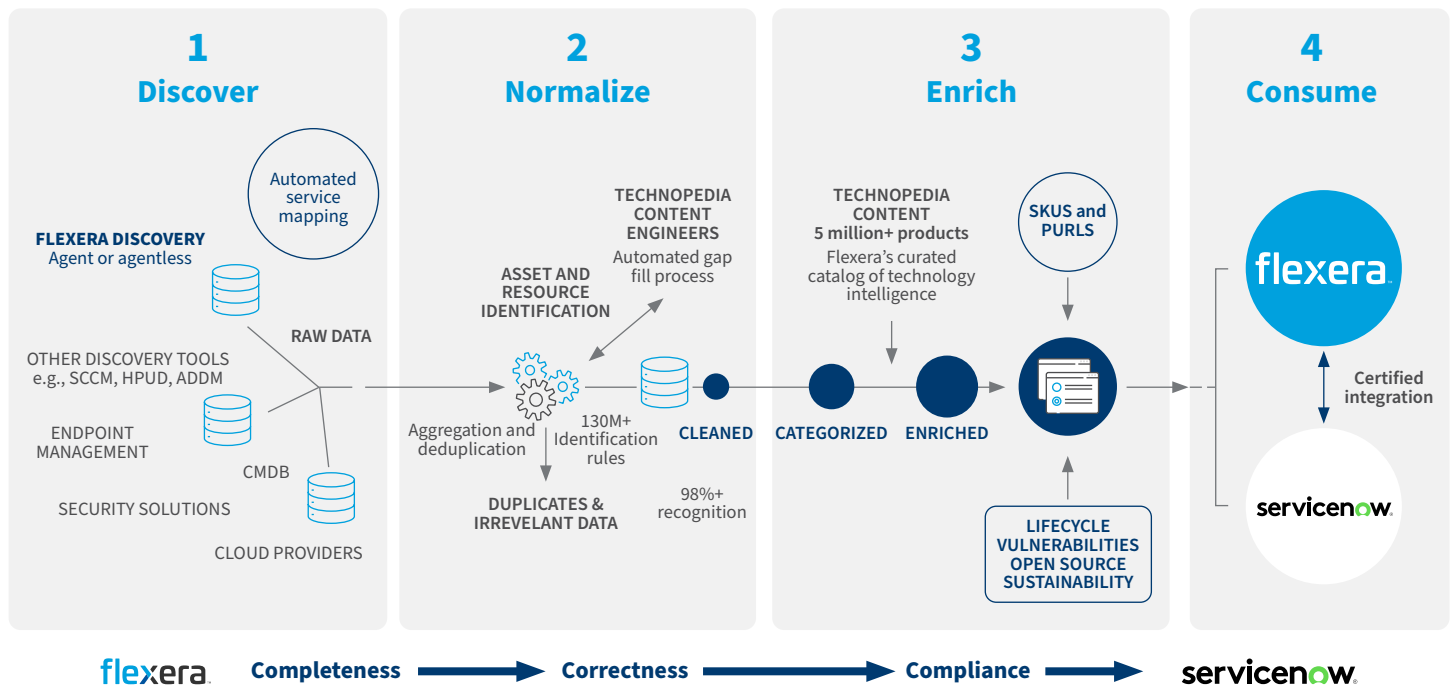 1
Discover
Automated
service
mapping
FLEXERA DISCOVERY
Agent or agentless
RAW DATA
OTHER DISCOVERY TOOLS
e.g., SCCM, HPUD, ADDM
ENDPOINT
MANAGEMENT
CMDB
SECURITY SOLUTIONS
CLOUD PROVIDERS
2
Normalize
TECHNOPEDIA
CONTENT
ENGINEERS
Automated gap
fill process
ASSET AND
RESOURCE
IDENTIFICATION
Aggregation and
deduplication
130M+
Identification
rules
CLEANED
DUPLICATES &
IRREVELANT DATA
98%+
recognition
3
Enrich
TECHNOPEDIA
CONTENT
5 million+ products
Flexera's curated
catalog of technology
intelligence
SKUS and
PURLS
CATEGORIZED
ENRICHED
LIFECYCLE
VULNERABILITIES
OPEN SOURCE
SUSTAINABILITY
4
Consume
flexera
Certified
integration
servicenow
flexera
Completeness
Correctness
Compliance
servicenow